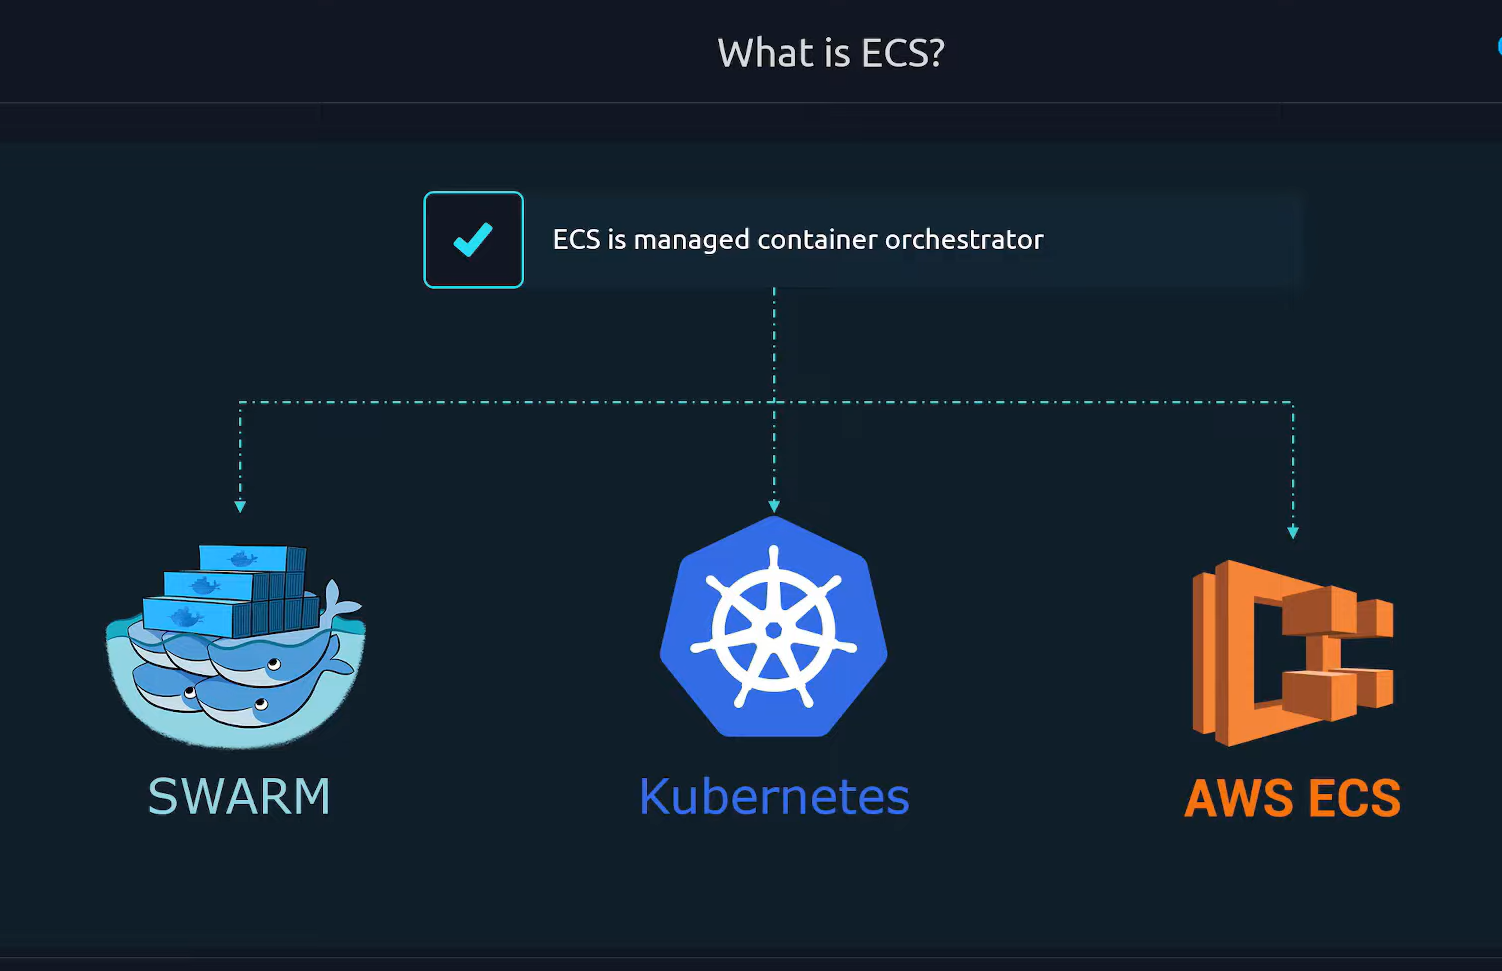 What is ECS?
ECS is managed container orchestrator
SWARM
Kubernetes
AWS ECS